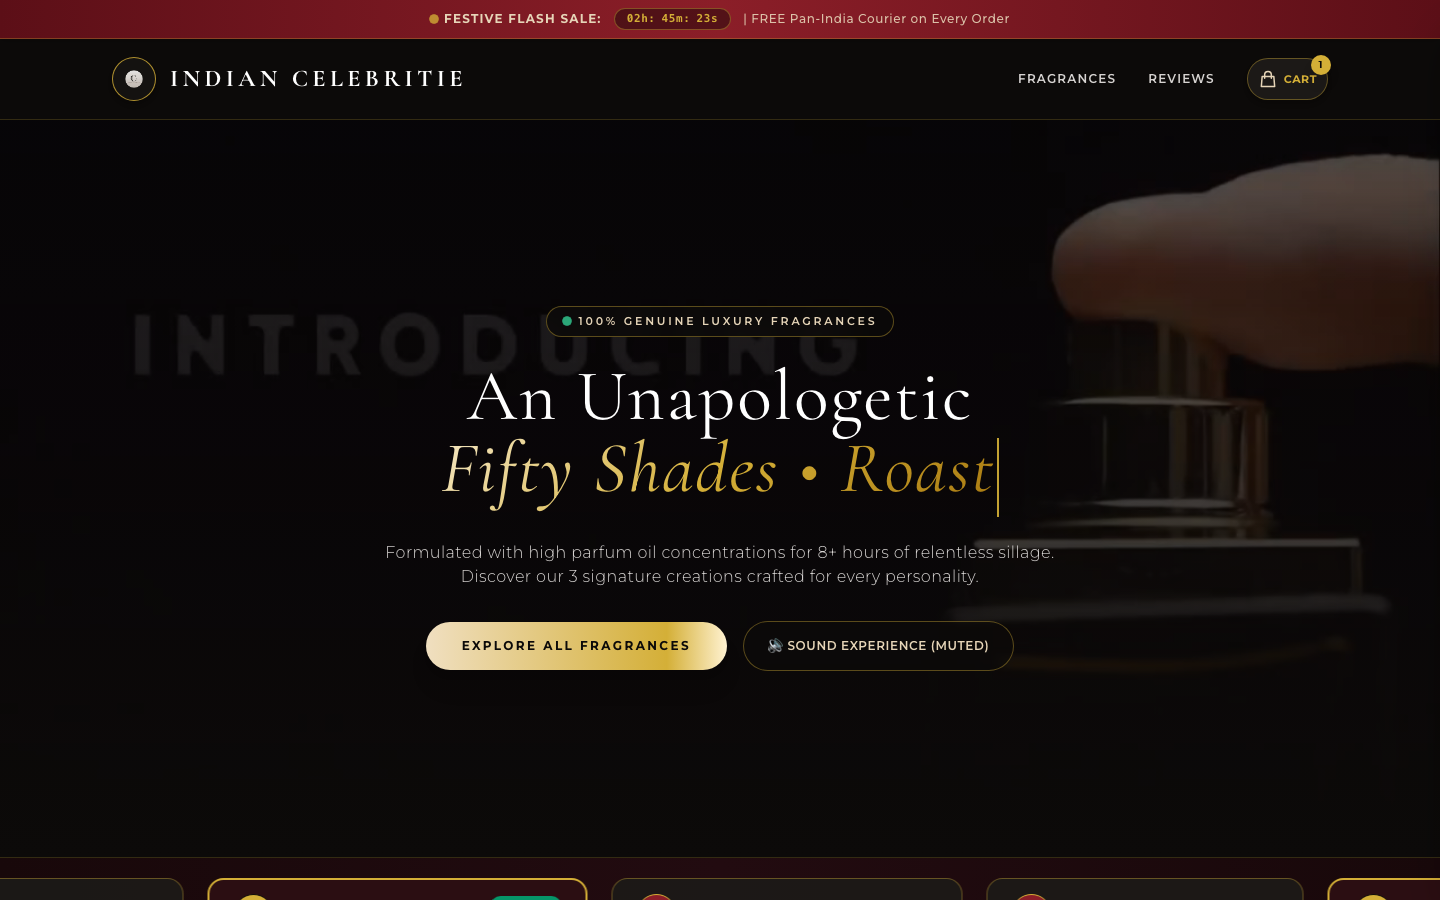 FESTIVE FLASH SALE: 02h: 45m: 23s | FREE Pan-India Courier on Every Order
INDIAN CELEBRITIE
FRAGRANCES REVIEWS CART 1
INTRODUCING
100% GENUINE LUXURY FRAGRANCES
An Unapologetic
Fifty Shades • Roast
Formulated with high parfum oil concentrations for 8+ hours of relentless sillage.
Discover our 3 signature creations crafted for every personality.
EXPLORE ALL FRAGRANCES
SOUND EXPERIENCE (MUTED)